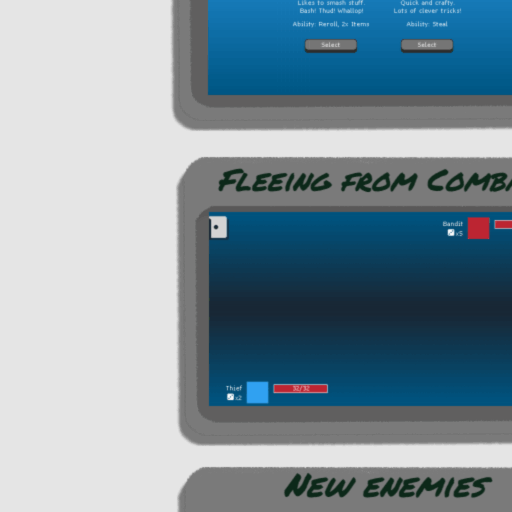 Likes to smash stuff. Quick and crafty.
Bash! Thud! Whallop! Lots of clever tricks!
Ability: Reroll, 2x Items Ability: Steal
Select Select
Fleeing from
Bandit
x5
Thief 32/32
x2
New enemies